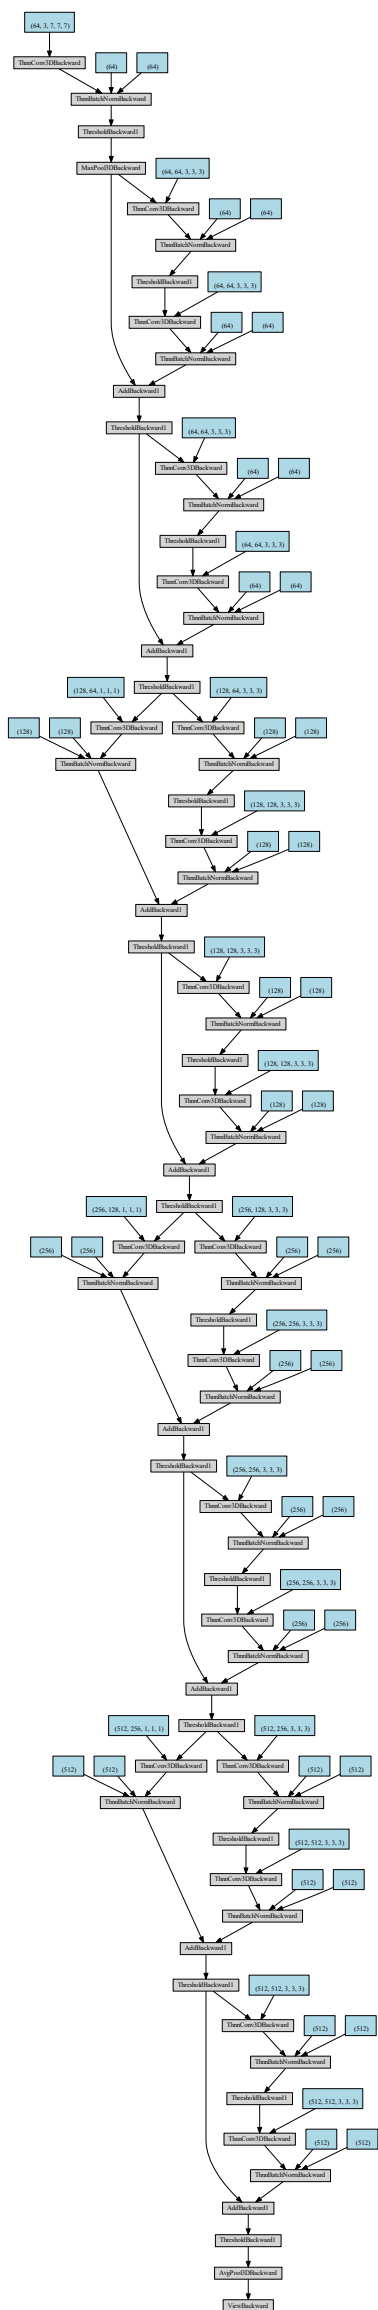 (64, 3, 7, 7, 7)
ThnnConv3DBackward
(64)
(64)
ThnnBatchNormBackward
ThresholdBackward1
MaxPool3DBackward
(64, 64, 3, 3, 3)
ThnnConv3DBackward
(64)
(64)
ThnnBatchNormBackward
ThresholdBackward1
(64, 64, 3, 3, 3)
ThnnConv3DBackward
(64)
(64)
ThnnBatchNormBackward
AddBackward1
ThresholdBackward1
(64, 64, 3, 3, 3)
ThnnConv3DBackward
(64)
(64)
ThnnBatchNormBackward
ThresholdBackward1
(64, 64, 3, 3, 3)
ThnnConv3DBackward
(64)
(64)
ThnnBatchNormBackward
AddBackward1
(128, 64, 1, 1, 1)
ThresholdBackward1
(128, 64, 3, 3, 3)
(128)
(128)
ThnnConv3DBackward
ThnnConv3DBackward
(128)
(128)
ThnnBatchNormBackward
ThnnBatchNormBackward
ThresholdBackward1
(128, 128, 3, 3, 3)
ThnnConv3DBackward
(128)
(128)
ThnnBatchNormBackward
AddBackward1
ThresholdBackward1
(128, 128, 3, 3, 3)
ThnnConv3DBackward
(128)
(128)
ThnnBatchNormBackward
ThresholdBackward1
(128, 128, 3, 3, 3)
ThnnConv3DBackward
(128)
(128)
ThnnBatchNormBackward
AddBackward1
(256, 128, 1, 1, 1)
ThresholdBackward1
(256, 128, 3, 3, 3)
(256)
(256)
ThnnConv3DBackward
ThnnConv3DBackward
(256)
(256)
ThnnBatchNormBackward
ThnnBatchNormBackward
ThresholdBackward1
(256, 256, 3, 3, 3)
ThnnConv3DBackward
(256)
(256)
ThnnBatchNormBackward
AddBackward1
ThresholdBackward1
(256, 256, 3, 3, 3)
ThnnConv3DBackward
(256)
(256)
ThnnBatchNormBackward
ThresholdBackward1
(256, 256, 3, 3, 3)
ThnnConv3DBackward
(256)
(256)
ThnnBatchNormBackward
AddBackward1
(512, 256, 1, 1, 1)
ThresholdBackward1
(512, 256, 3, 3, 3)
(512)
(512)
ThnnConv3DBackward
ThnnConv3DBackward
(512)
(512)
ThnnBatchNormBackward
ThnnBatchNormBackward
ThresholdBackward1
(512, 512, 3, 3, 3)
ThnnConv3DBackward
(512)
(512)
ThnnBatchNormBackward
AddBackward1
ThresholdBackward1
(512, 512, 3, 3, 3)
ThnnConv3DBackward
(512)
(512)
ThnnBatchNormBackward
ThresholdBackward1
(512, 512, 3, 3, 3)
ThnnConv3DBackward
(512)
(512)
ThnnBatchNormBackward
AddBackward1
ThresholdBackward1
AvgPool3DBackward
ViewBackward